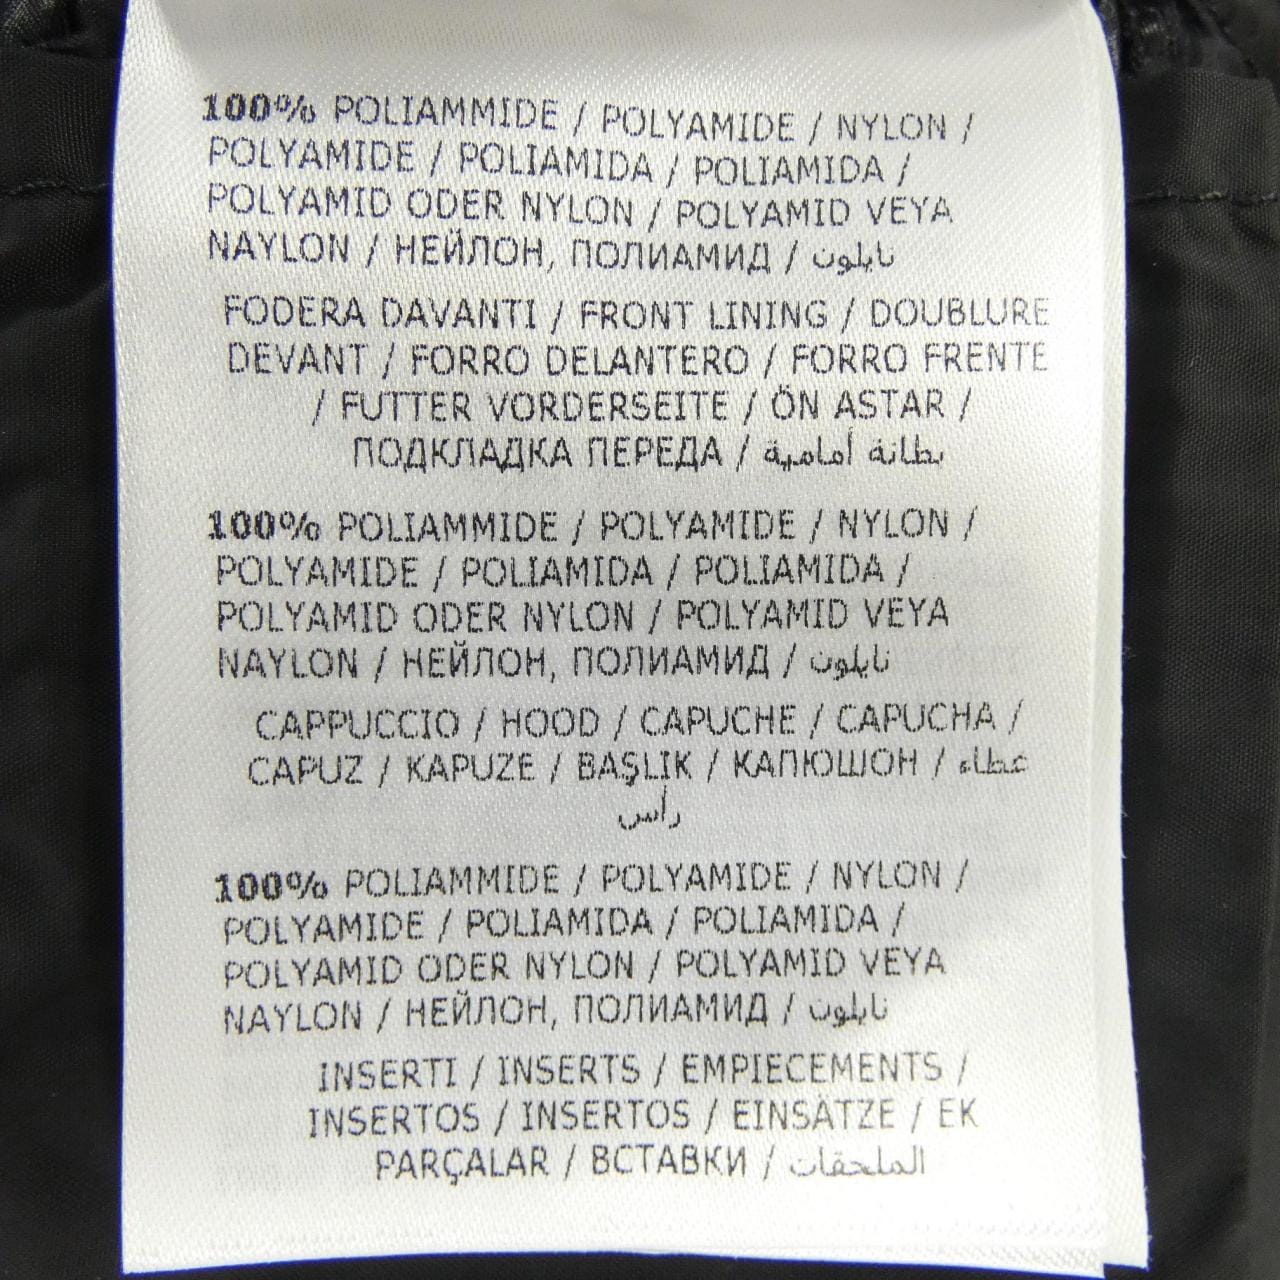 100% POLIAMMIDE / POLYAMIDE / NYLON /
POLYAMIDE / POLIAMIDA / POLIAMIDA /
POLYAMID ODER NYLON / POLYAMID VEYA
NAYLON / НЕЙЛОН, ПОЛИАМИД / نايلون
FODERA DAVANTI / FRONT LINING / DOUBLURE
DEVANT / FORRO DELANTERO / FORRO FRENTE
/ FUTTER VORDERSEITE / ÖN ASTAR /
ПОДКЛАДКА ПЕРЕДА / بطانة أمامية
100% POLIAMMIDE / POLYAMIDE / NYLON /
POLYAMIDE / POLIAMIDA / POLIAMIDA /
POLYAMID ODER NYLON / POLYAMID VEYA
NAYLON / НЕЙЛОН, ПОЛИАМИД / نايلون
CAPPUCCIO / HOOD / CAPUCHE / CAPUCHA /
CAPUZ / KAPUZE / BAŞLIK / КАПЮШОН / غطاء
رأس
100% POLIAMMIDE / POLYAMIDE / NYLON /
POLYAMIDE / POLIAMIDA / POLIAMIDA /
POLYAMID ODER NYLON / POLYAMID VEYA
NAYLON / НЕЙЛОН, ПОЛИАМИД / نايلون
INSERTI / INSERTS / EMPIECEMENTS /
INSERTOS / INSERTOS / EINSÄTZE / EK
PARÇALAR / ВСТАВКИ / الملحقات